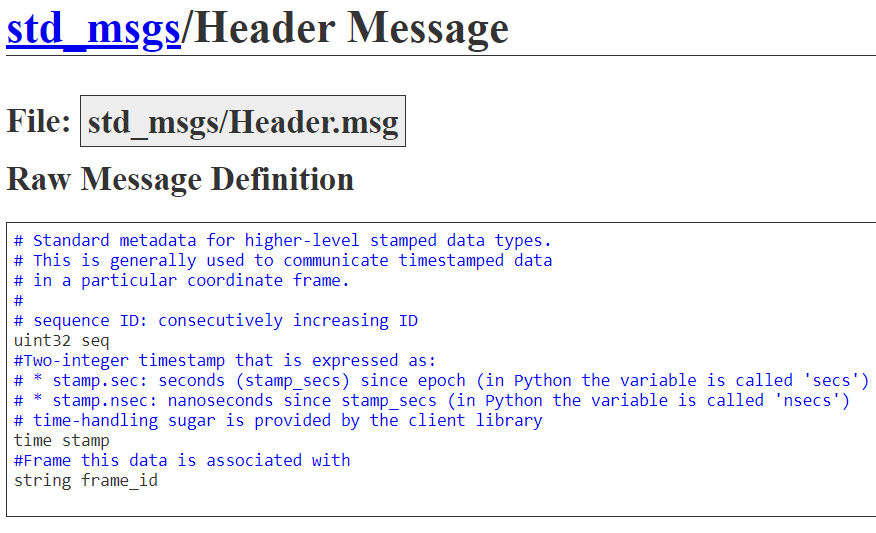 std_msgs/Header Message
File: std_msgs/Header.msg
Raw Message Definition
# Standard metadata for higher-level stamped data types.
# This is generally used to communicate timestamped data
# in a particular coordinate frame.
#
# sequence ID: consecutively increasing ID
uint32 seq
#Two-integer timestamp that is expressed as:
# * stamp.sec: seconds (stamp_secs) since epoch (in Python the variable is called 'secs')
# * stamp.nsec: nanoseconds since stamp_secs (in Python the variable is called 'nsecs')
# time-handling sugar is provided by the client library
time stamp
#Frame this data is associated with
string frame_id